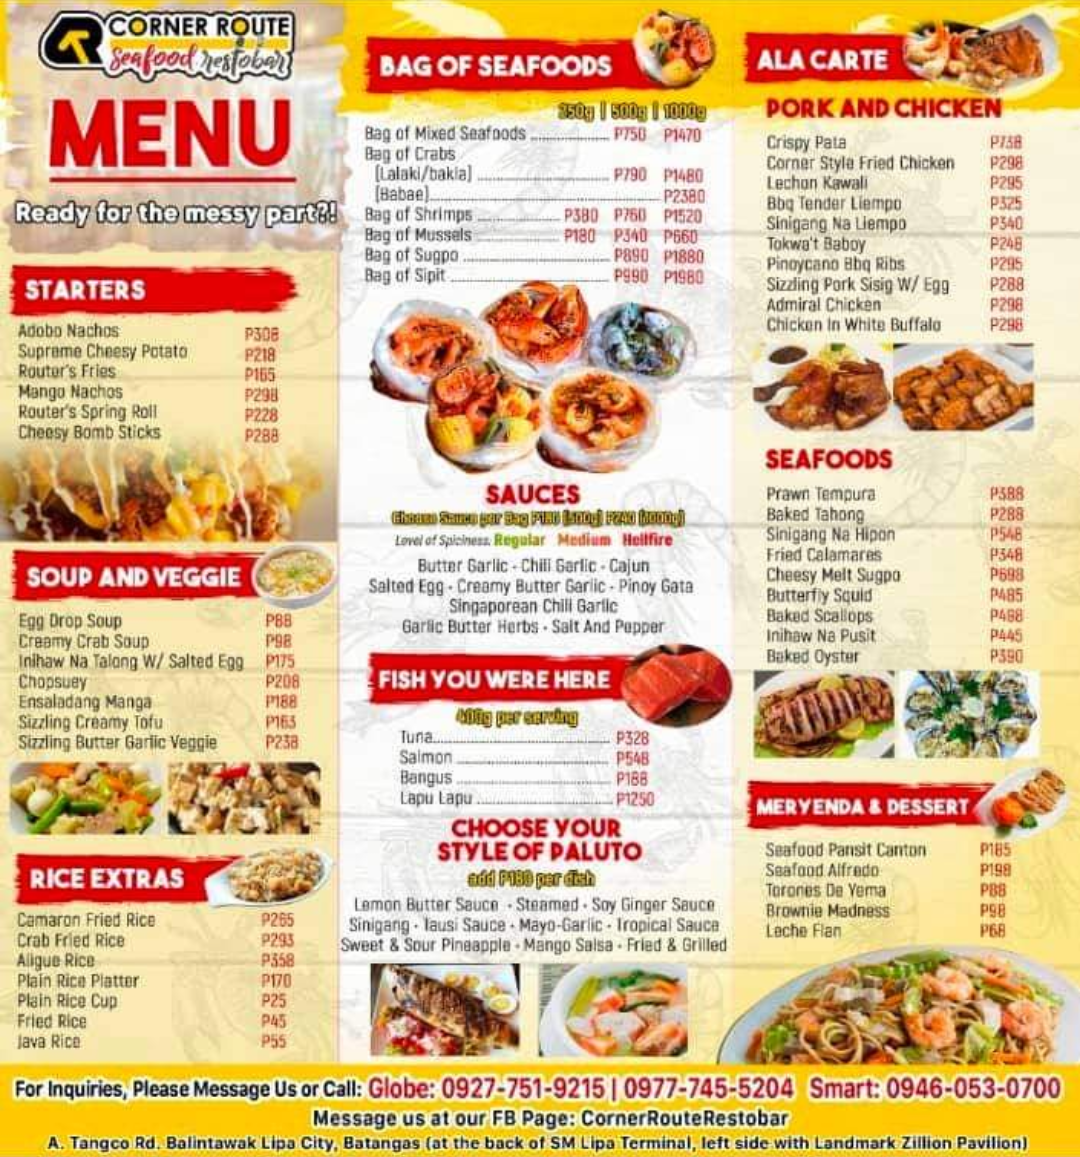 CORNER ROUTE
Seafood restobar
MENU
Ready for the messy part?!
STARTERS
Adobo Nachos P308
Supreme Cheesy Potato P218
Router's Fries P165
Mango Nachos P298
Router's Spring Roll P228
Cheesy Bomb Sticks P288
SOUP AND VEGGIE
Egg Drop Soup P88
Creamy Crab Soup P98
Inihaw Na Talong W/ Salted Egg P175
Chopsuey P208
Ensaladang Manga P188
Sizzling Creamy Tofu P163
Sizzling Butter Garlic Veggie P238
RICE EXTRAS
Camaron Fried Rice P265
Crab Fried Rice P293
Aligue Rice P358
Plain Rice Platter P170
Plain Rice Cup P25
Fried Rice P45
Java Rice P55
BAG OF SEAFOODS
250g | 500g | 1000g
Bag of Mixed Seafoods P750 P1470
Bag of Crabs
(Lalaki/bakla) P790 P1480
(Babae) P2380
Bag of Shrimps P380 P760 P1520
Bag of Mussels P180 P340 P660
Bag of Sugpo P890 P1880
Bag of Sipit P990 P1980
SAUCES
Choose Sauce per Bag P180 (500g) P240 (1000g)
Level of Spiciness: Regular Medium Hellfire
Butter Garlic - Chili Garlic - Cajun
Salted Egg - Creamy Butter Garlic - Pinoy Gata
Singaporean Chili Garlic
Garlic Butter Herbs - Salt And Pepper
FISH YOU WERE HERE
400g per serving
Tuna P328
Salmon P548
Bangus P188
Lapu Lapu P1250
CHOOSE YOUR
STYLE OF PALUTO
add P180 per dish
Lemon Butter Sauce - Steamed - Soy Ginger Sauce
Sinigang - Tausi Sauce - Mayo-Garlic - Tropical Sauce
Sweet & Sour Pineapple - Mango Salsa - Fried & Grilled
ALA CARTE
PORK AND CHICKEN
Crispy Pata P738
Corner Style Fried Chicken P298
Lechon Kawali P295
Bbq Tender Liempo P325
Sinigang Na Liempo P340
Tokwa't Baboy P248
Pinoycano Bbq Ribs P295
Sizzling Pork Sisig W/ Egg P288
Admiral Chicken P298
Chicken In White Buffalo P298
SEAFOODS
Prawn Tempura P388
Baked Tahong P288
Sinigang Na Hipon P548
Fried Calamares P348
Cheesy Melt Sugpo P698
Butterfly Squid P485
Baked Scallops P498
Inihaw Na Pusit P445
Baked Oyster P390
MERYENDA & DESSERT
Seafood Pansit Canton P185
Seafood Alfredo P198
Torones De Yema P88
Brownie Madness P98
Leche Flan P68
For Inquiries, Please Message Us or Call: Globe: 0927-751-9215 | 0977-745-5204 Smart: 0946-053-0700
Message us at our FB Page: CornerRouteRestobar
A. Tangco Rd. Balintawak Lipa City, Batangas (at the back of SM Lipa Terminal, left side with Landmark Zillion Pavilion)